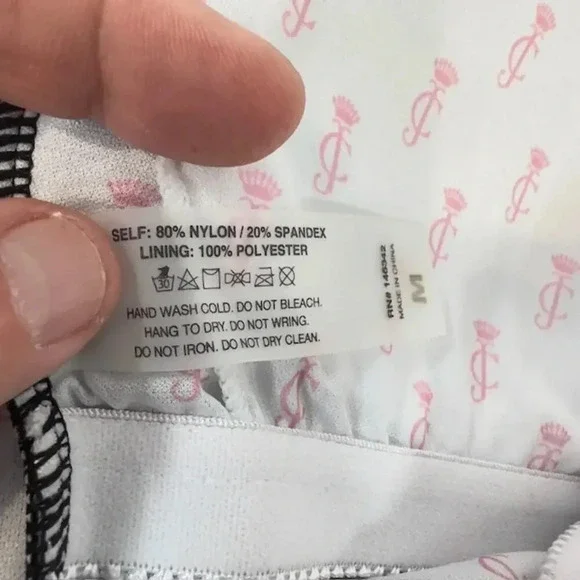 SELF: 80% NYLON / 20% SPANDEX
LINING: 100% POLYESTER
30
HAND WASH COLD. DO NOT BLEACH.
HANG TO DRY. DO NOT WRING.
DO NOT IRON. DO NOT DRY CLEAN.
RN# 146342
MADE IN CHINA
M